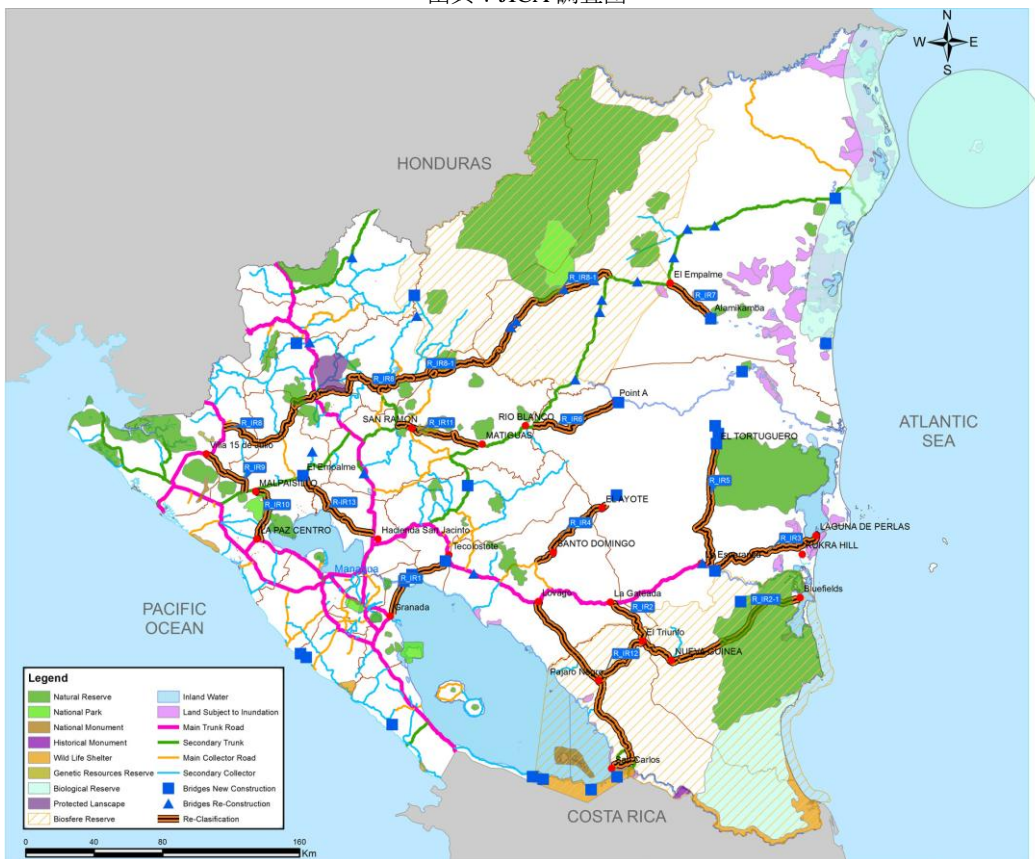 出典：JICA 調査団
N
W
E
S
HONDURAS
R_IR8-1
El Empalme
R_IR7
Alamikamba
R_IR8-1
R_IR8
Point A
SAN RAMON
R_IR11
RIO BLANCO
R_IR6
R_IR8
MATIGUAS
EL TORTUGUERO
ATLANTIC
SEA
Villa 15 de Julio
R_IR9
El Empalme
MALPAISILLO
R-IR13
R_IR5
EL AYOTE
R_IR10
R_IR4
LA PAZ CENTRO
Hacienda San Jacinto
LAGUNA DE PERLAS
R_IR3
KUKRA HILL
Tecolostote
SANTO DOMINGO
La Esperanza
Managua
R_IR1
Lovago
La Gateada
Bluefields
R_IR2-1
Granada
R_IR2
PACIFIC
OCEAN
El Triunfo
R_IR12
NUEVA GUINEA
Pajaro Negro
San Carlos
COSTA RICA
Legend
Natural Reserve
National Park
National Monument
Historical Monument
Wild Life Shelter
Genetic Resources Reserve
Biological Reserve
Protected Lanscape
Biosfere Reserve
Inland Water
Land Subject to Inundation
Main Trunk Road
Secondary Trunk
Main Collector Road
Secondary Collector
Bridges New Construction
Bridges Re-Construction
Re-Clasification
0 40 80 160
Km